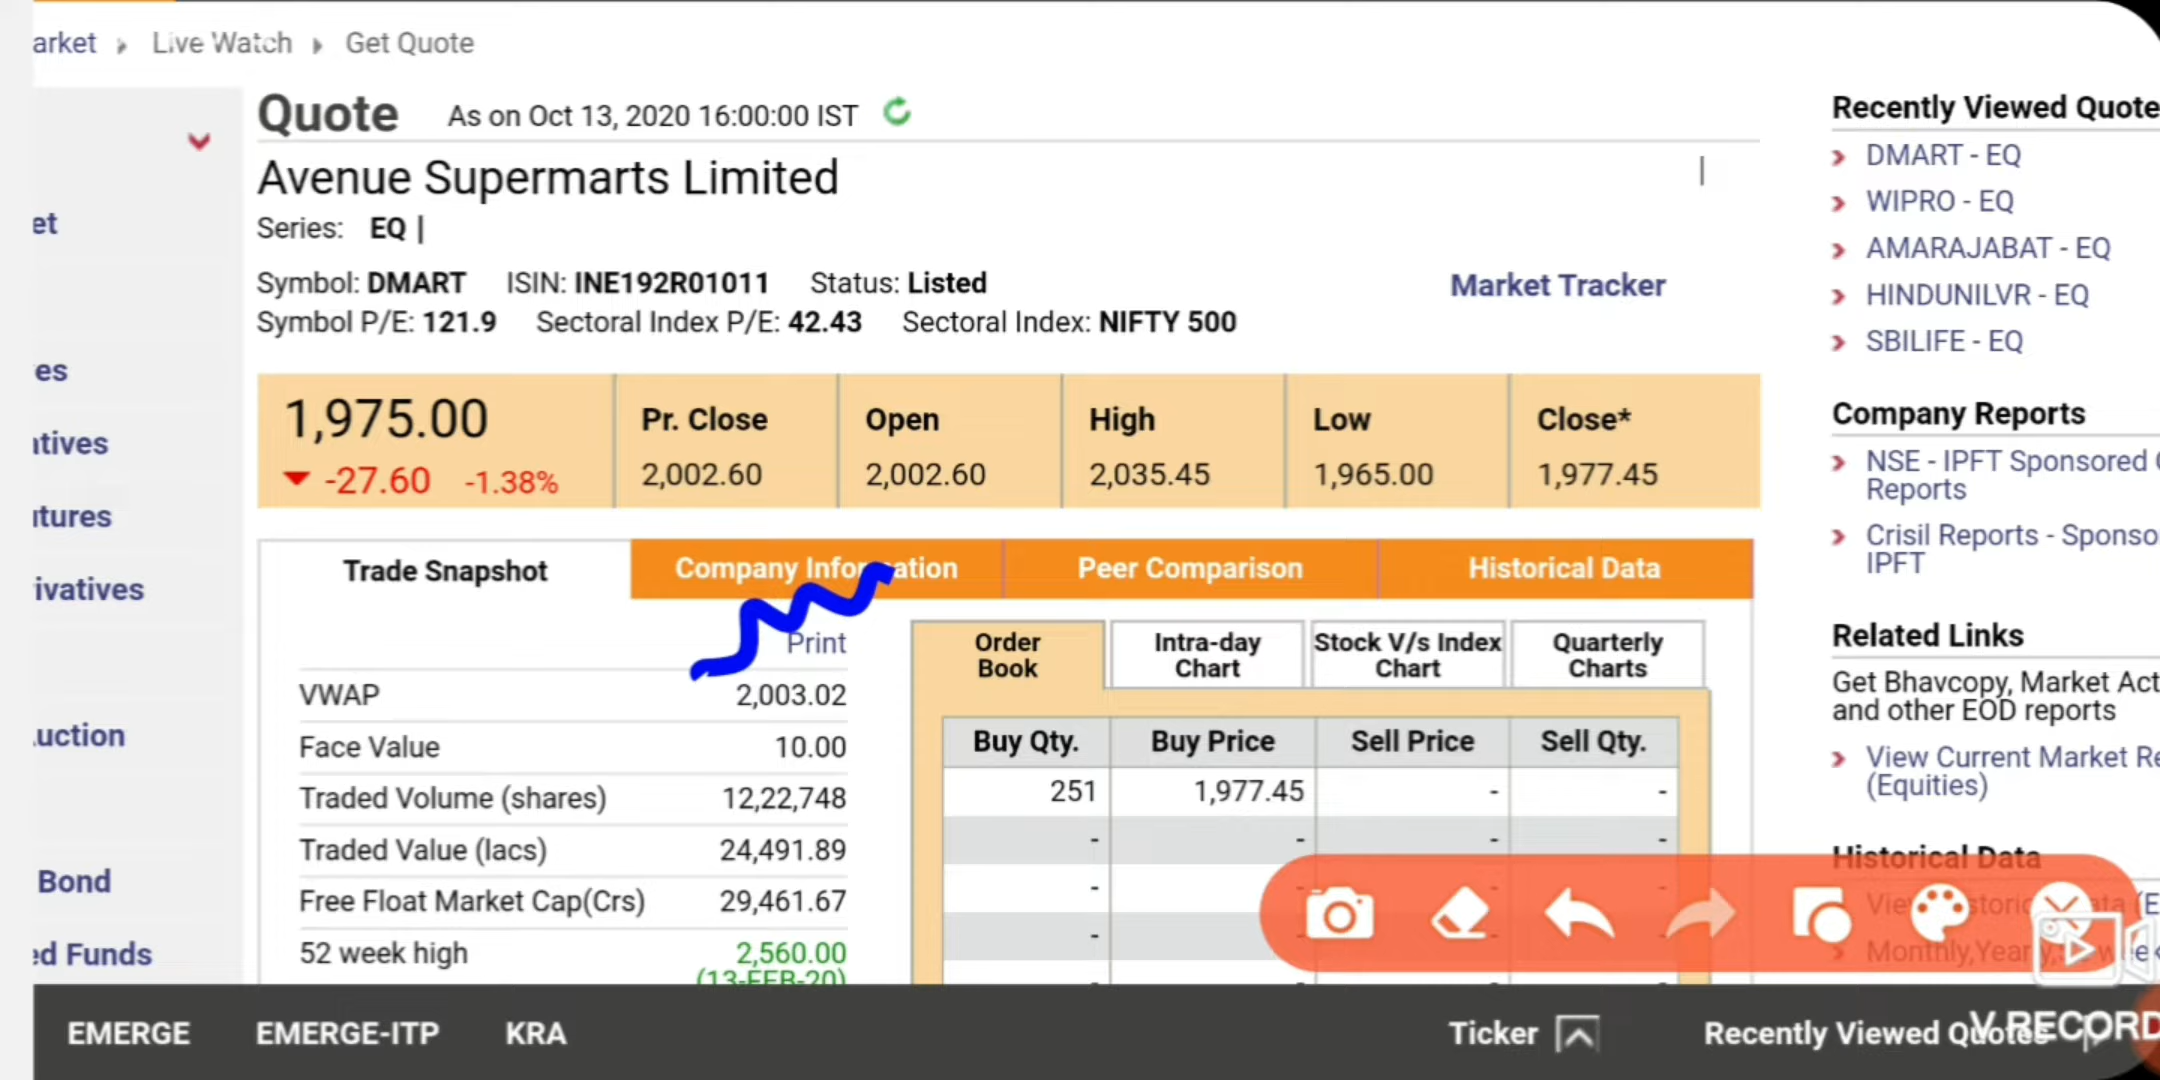 arket Live Watch Get Quote
Quote As on Oct 13, 2020 16:00:00 IST
Avenue Supermarts Limited
Series: EQ |
Symbol: DMART ISIN: INE192R01011 Status: Listed
Symbol P/E: 121.9 Sectoral Index P/E: 42.43 Sectoral Index: NIFTY 500
Market Tracker
1,975.00
-27.60 -1.38%
Pr. Close Open High Low Close*
2,002.60 2,002.60 2,035.45 1,965.00 1,977.45
Trade Snapshot Company Information Peer Comparison Historical Data
Print
VWAP 2,003.02
Face Value 10.00
Traded Volume (shares) 12,22,748
Traded Value (lacs) 24,491.89
Free Float Market Cap(Crs) 29,461.67
52 week high 2,560.00
(13-FEB-20)
Order Book
Intra-day Chart
Stock V/s Index Chart
Quarterly Charts
Buy Qty. Buy Price Sell Price Sell Qty.
251 1,977.45 - -
- - - -
- -
- -
et
es
atives
utures
ivatives
uction
Bond
ed Funds
Recently Viewed Quote
DMART - EQ
WIPRO - EQ
AMARAJABAT - EQ
HINDUNILVR - EQ
SBILIFE - EQ
Company Reports
NSE - IPFT Sponsored
Reports
Crisil Reports - Sponso
IPFT
Related Links
Get Bhavcopy, Market Act
and other EOD reports
View Current Market Re
(Equities)
Historical Data
EMERGE EMERGE-ITP KRA
Ticker Recently Viewed Quotes
V RECORD